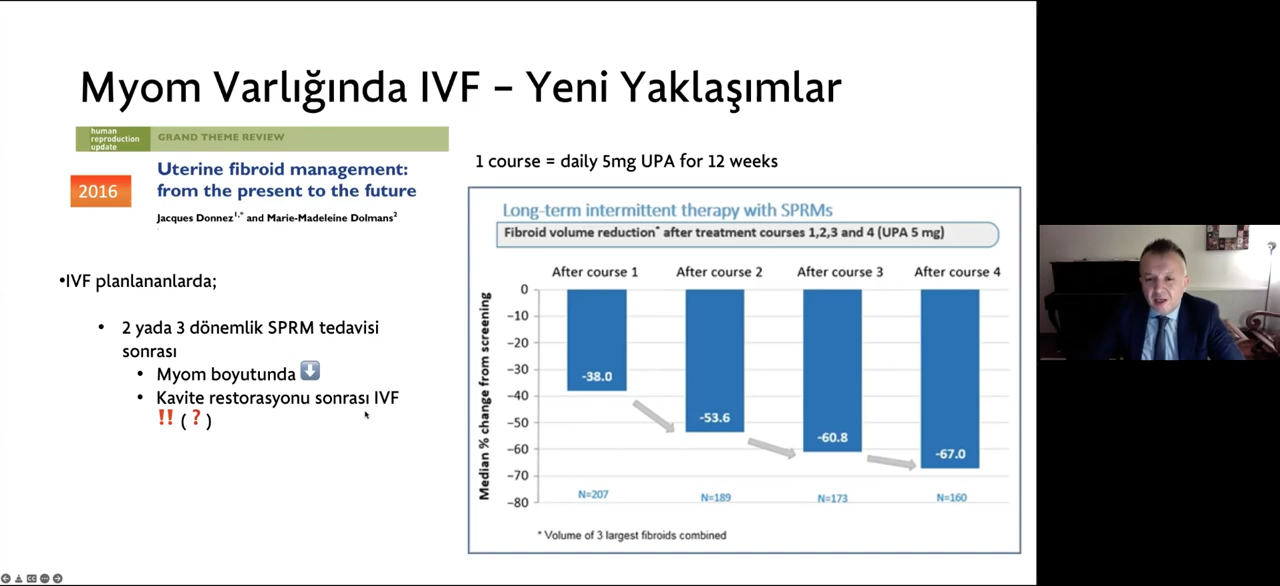 Myom Varlığında IVF – Yeni Yaklaşımlar
human
reproduction
update
GRAND THEME REVIEW
2016
Uterine fibroid management:
from the present to the future
Jacques Donnez1,* and Marie-Madeleine Dolmans2
•IVF planlananlarda;
• 2 yada 3 dönemlik SPRM tedavisi
sonrası
• Myom boyutunda ⬇
• Kavite restorasyonu sonrası IVF
‼ (❓)
1 course = daily 5mg UPA for 12 weeks
Long-term intermittent therapy with SPRMs
Fibroid volume reduction* after treatment courses 1,2,3 and 4 (UPA 5 mg)
After course 1 After course 2 After course 3 After course 4
Median % change from screening
0
-10
-20
-30
-40
-50
-60
-70
-80
-38.0
-53.6
-60.8
-67.0
N=207 N=189 N=173 N=160
* Volume of 3 largest fibroids combined